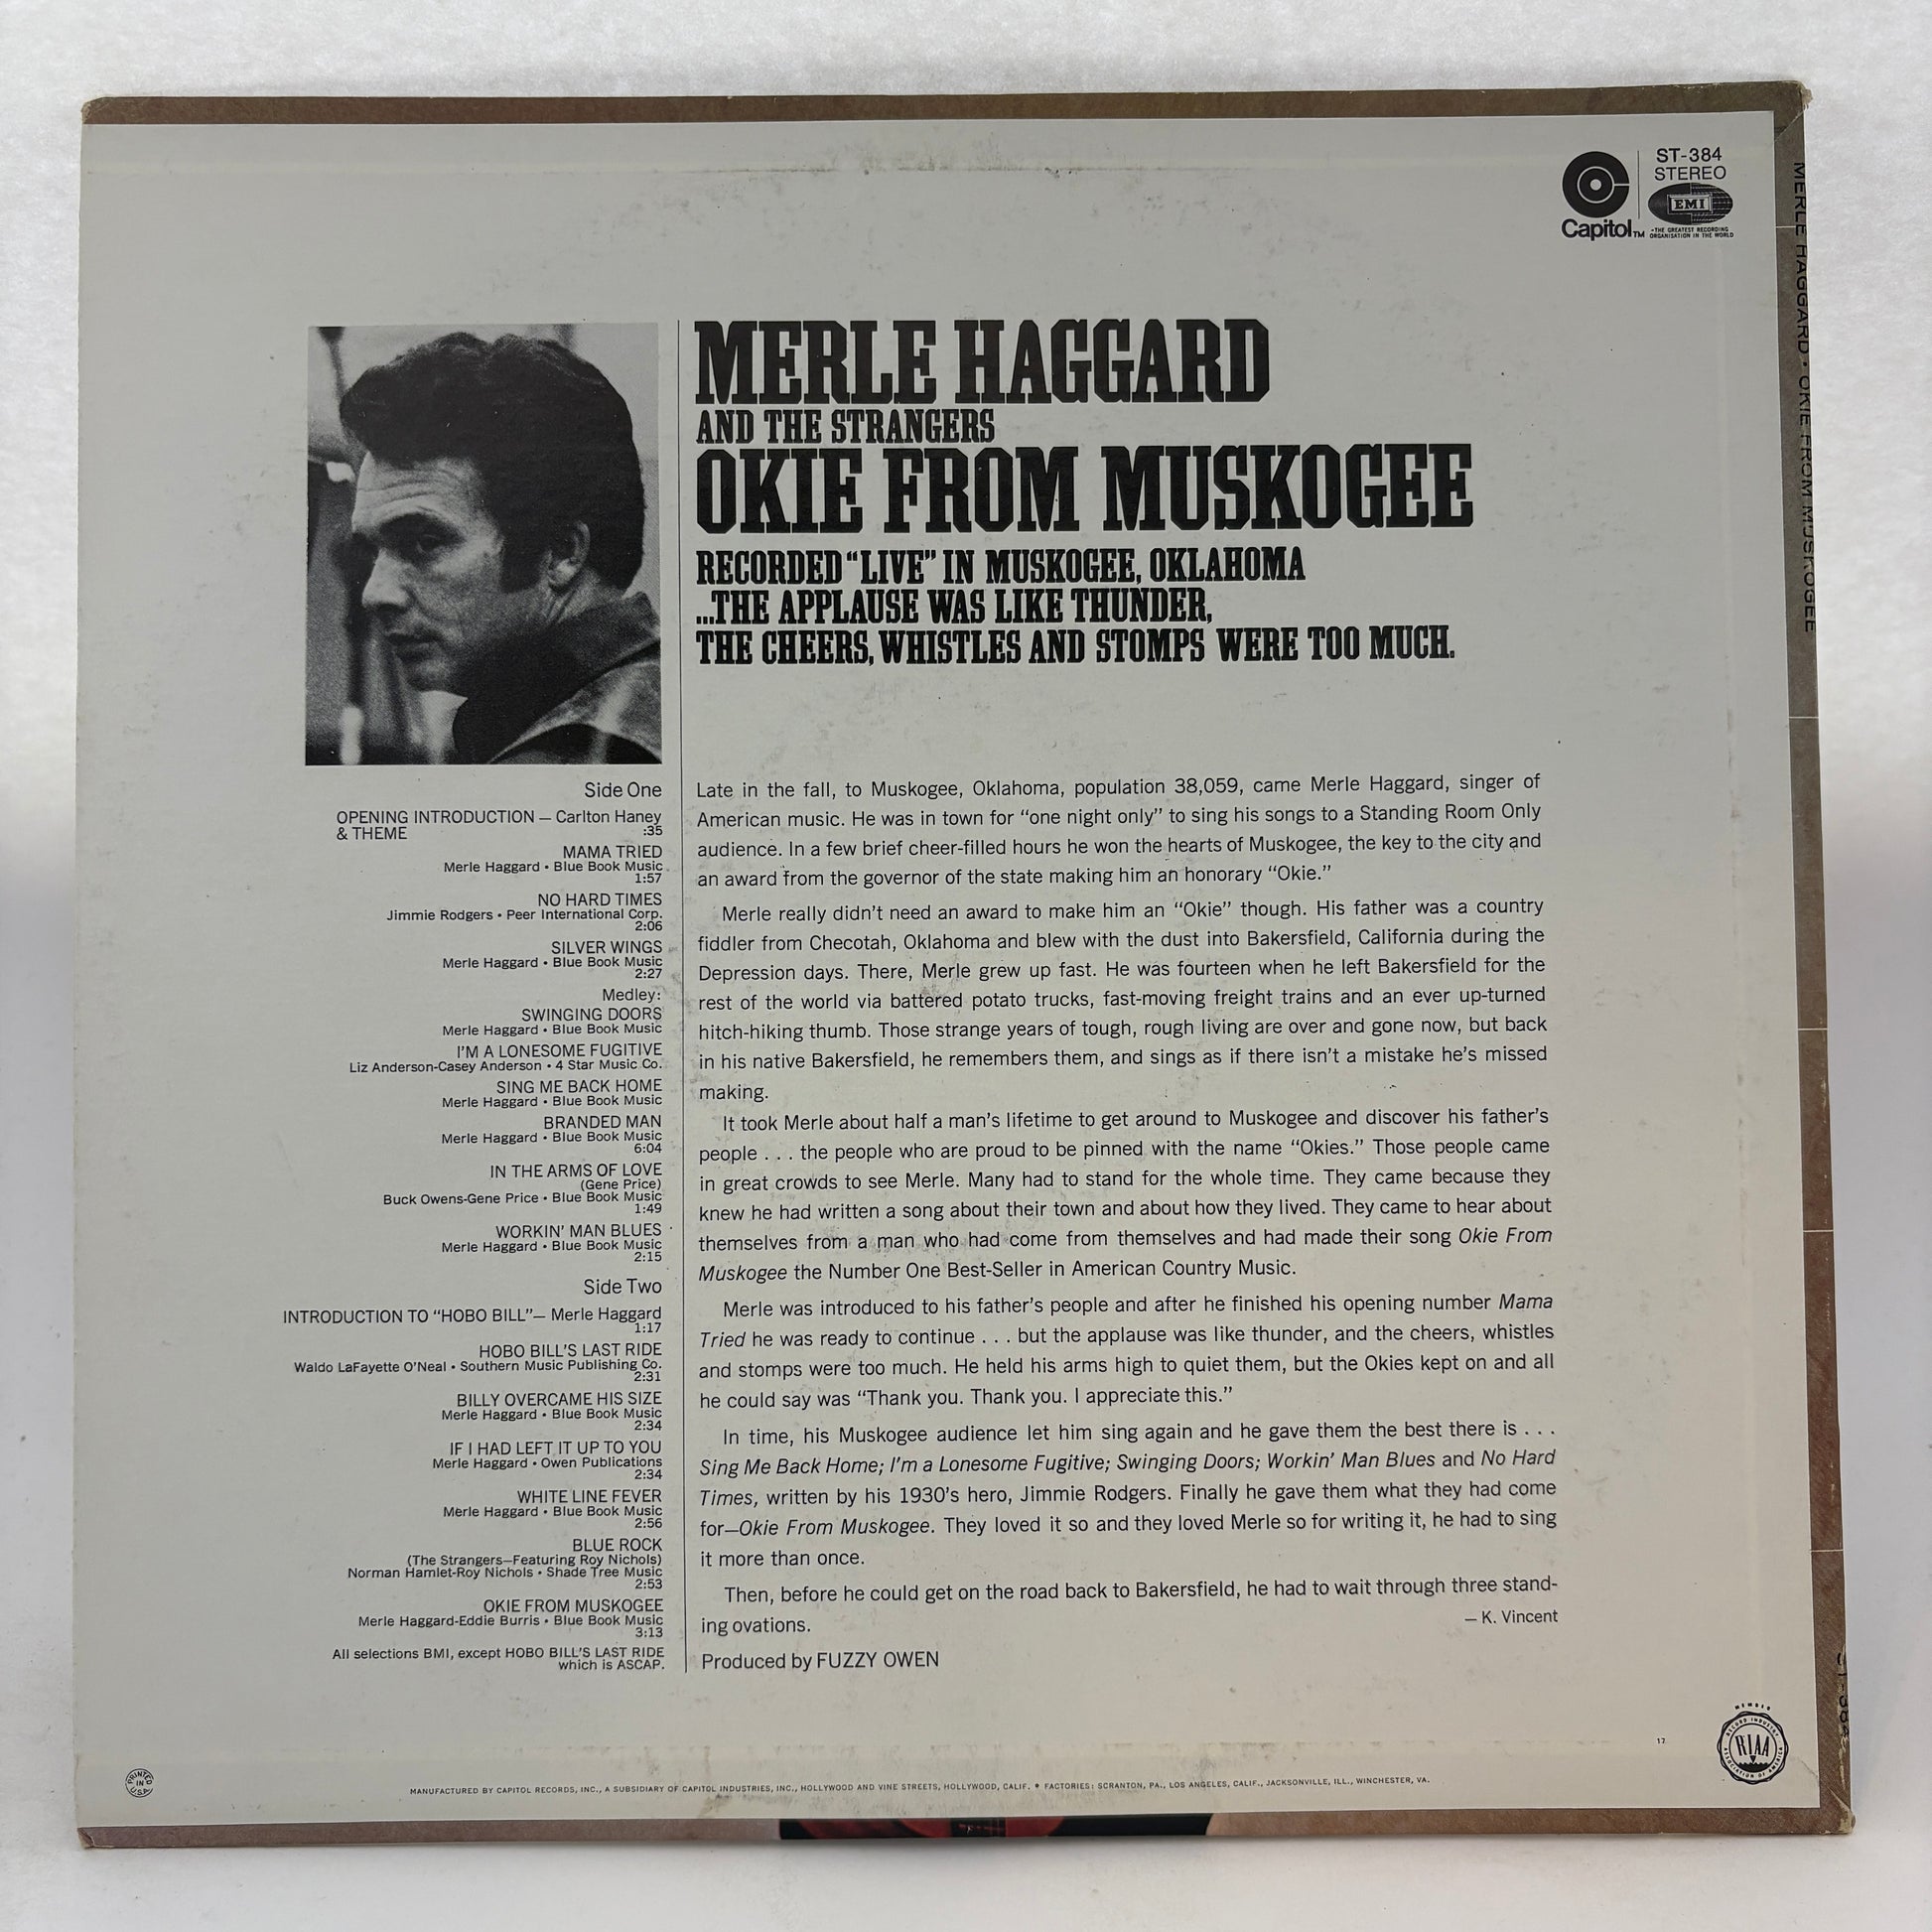 ST-384
STEREO
EMI
Capitol™
-THE GREATEST RECORDING
ORGANISATION IN THE WORLD
MERLE HAGGARD • OKIE FROM MUSKOGEE
MERLE HAGGARD
AND THE STRANGERS
OKIE FROM MUSKOGEE
RECORDED “LIVE” IN MUSKOGEE, OKLAHOMA
...THE APPLAUSE WAS LIKE THUNDER,
THE CHEERS, WHISTLES AND STOMPS WERE TOO MUCH.
Side One
OPENING INTRODUCTION — Carlton Haney
& THEME :35
MAMA TRIED
Merle Haggard • Blue Book Music
1:57
NO HARD TIMES
Jimmie Rodgers • Peer International Corp.
2:06
SILVER WINGS
Merle Haggard • Blue Book Music
2:27
Medley:
SWINGING DOORS
Merle Haggard • Blue Book Music
I’M A LONESOME FUGITIVE
Liz Anderson-Casey Anderson • 4 Star Music Co.
SING ME BACK HOME
Merle Haggard • Blue Book Music
BRANDED MAN
Merle Haggard • Blue Book Music
6:04
IN THE ARMS OF LOVE
(Gene Price)
Buck Owens-Gene Price • Blue Book Music
1:49
WORKIN’ MAN BLUES
Merle Haggard • Blue Book Music
2:15
Side Two
INTRODUCTION TO “HOBO BILL”— Merle Haggard
1:17
HOBO BILL’S LAST RIDE
Waldo LaFayette O’Neal • Southern Music Publishing Co.
2:31
BILLY OVERCAME HIS SIZE
Merle Haggard • Blue Book Music
2:34
IF I HAD LEFT IT UP TO YOU
Merle Haggard • Owen Publications
2:34
WHITE LINE FEVER
Merle Haggard • Blue Book Music
2:56
BLUE ROCK
(The Strangers—Featuring Roy Nichols)
Norman Hamlet-Roy Nichols • Shade Tree Music
2:53
OKIE FROM MUSKOGEE
Merle Haggard-Eddie Burris • Blue Book Music
3:13
All selections BMI, except HOBO BILL’S LAST RIDE
which is ASCAP.
Late in the fall, to Muskogee, Oklahoma, population 38,059, came Merle Haggard, singer of
American music. He was in town for “one night only” to sing his songs to a Standing Room Only
audience. In a few brief cheer-filled hours he won the hearts of Muskogee, the key to the city and
an award from the governor of the state making him an honorary “Okie.”
Merle really didn’t need an award to make him an “Okie” though. His father was a country
fiddler from Checotah, Oklahoma and blew with the dust into Bakersfield, California during the
Depression days. There, Merle grew up fast. He was fourteen when he left Bakersfield for the
rest of the world via battered potato trucks, fast-moving freight trains and an ever up-turned
hitch-hiking thumb. Those strange years of tough, rough living are over and gone now, but back
in his native Bakersfield, he remembers them, and sings as if there isn’t a mistake he’s missed
making.
It took Merle about half a man’s lifetime to get around to Muskogee and discover his father’s
people . . . the people who are proud to be pinned with the name “Okies.” Those people came
in great crowds to see Merle. Many had to stand for the whole time. They came because they
knew he had written a song about their town and about how they lived. They came to hear about
themselves from a man who had come from themselves and had made their song Okie From
Muskogee the Number One Best-Seller in American Country Music.
Merle was introduced to his father’s people and after he finished his opening number Mama
Tried he was ready to continue . . . but the applause was like thunder, and the cheers, whistles
and stomps were too much. He held his arms high to quiet them, but the Okies kept on and all
he could say was “Thank you. Thank you. I appreciate this.”
In time, his Muskogee audience let him sing again and he gave them the best there is . . .
Sing Me Back Home; I’m a Lonesome Fugitive; Swinging Doors; Workin’ Man Blues and No Hard
Times, written by his 1930’s hero, Jimmie Rodgers. Finally he gave them what they had come
for—Okie From Muskogee. They loved it so and they loved Merle so for writing it, he had to sing
it more than once.
Then, before he could get on the road back to Bakersfield, he had to wait through three stand-
ing ovations.
— K. Vincent
Produced by FUZZY OWEN
ST-384
17
MEMBER
RECORD INDUSTRY
RIAA
ASSOCIATION OF AMERICA
PRINTED
IN
U.S.A.
MANUFACTURED BY CAPITOL RECORDS, INC., A SUBSIDIARY OF CAPITOL INDUSTRIES, INC., HOLLYWOOD AND VINE STREETS, HOLLYWOOD, CALIF. • FACTORIES: SCRANTON, PA., LOS ANGELES, CALIF., JACKSONVILLE, ILL., WINCHESTER, VA.